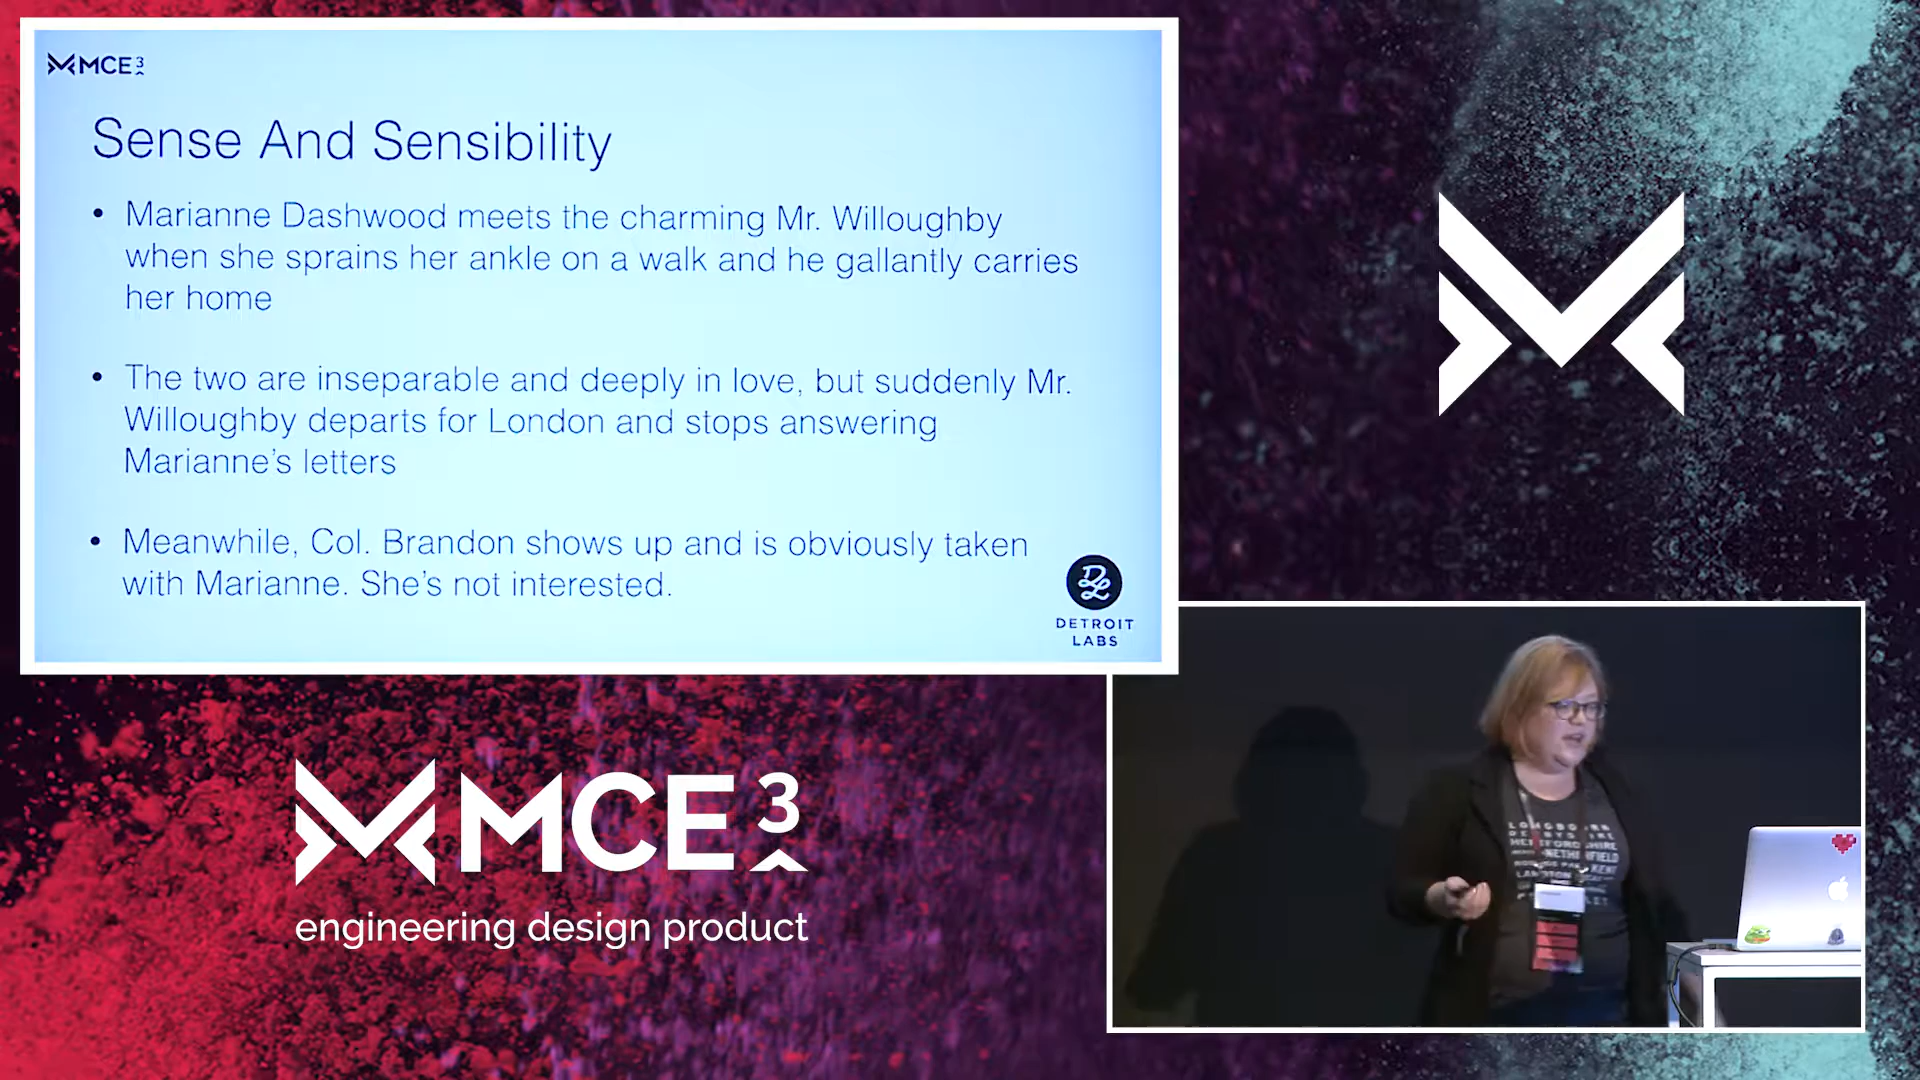 MCE3
Sense And Sensibility
• Marianne Dashwood meets the charming Mr. Willoughby
when she sprains her ankle on a walk and he gallantly carries
her home
• The two are inseparable and deeply in love, but suddenly Mr.
Willoughby departs for London and stops answering
Marianne's letters
• Meanwhile, Col. Brandon shows up and is obviously taken
with Marianne. She's not interested.
DL
DETROIT
LABS
MCE3
engineering design product